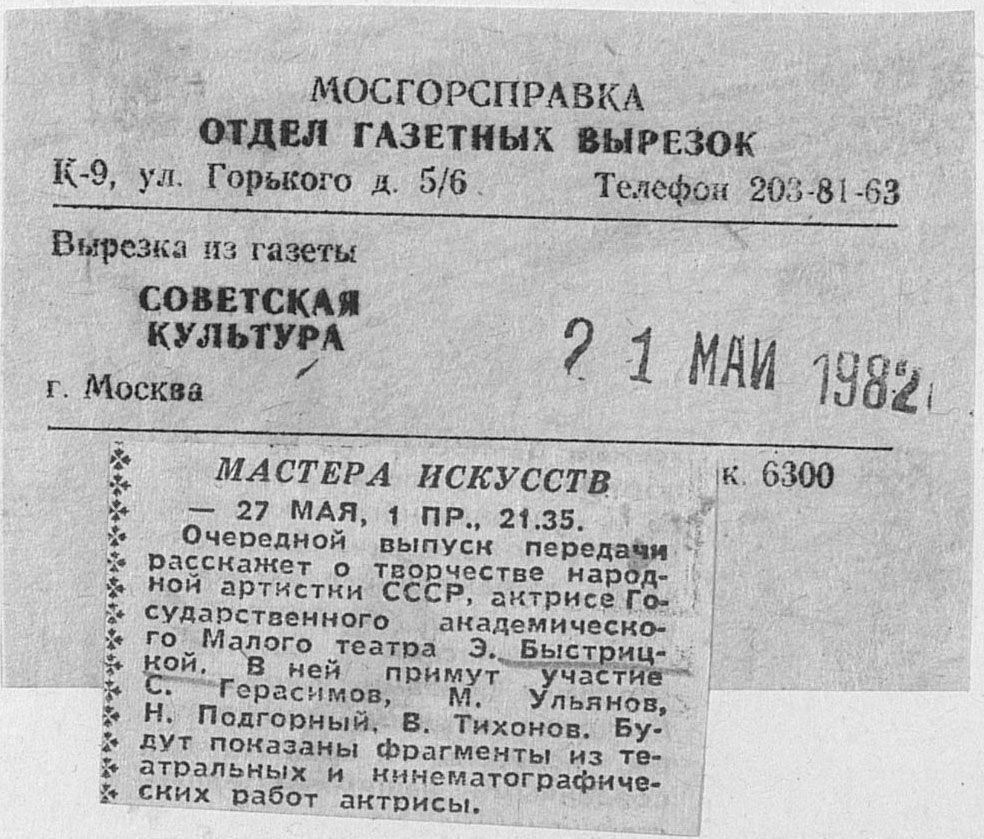 МОСГОРСПРАВКА
ОТДЕЛ ГАЗЕТНЫХ ВЫРЕЗОК
К-9, ул. Горького д. 5/6 Телефон 203-81-63
Вырезка из газеты
СОВЕТСКАЯ
КУЛЬТУРА
21 МАЙ 1982
г. Москва
к. 6300
МАСТЕРА ИСКУССТВ
— 27 МАЯ, 1 ПР., 21.35.
Очередной выпуск передачи
расскажет о творчестве народ-
ной артистки СССР, актрисе Го-
сударственного академическо-
го Малого театра Э. Быстриц-
кой. В ней примут участие
С. Герасимов, М. Ульянов,
Н. Подгорный, В. Тихонов. Бу-
дут показаны фрагменты из те-
атральных и кинематографиче-
ских работ актрисы.